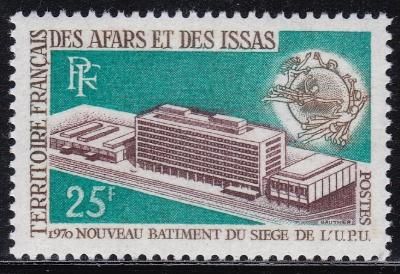 TERRITOIRE FRANÇAIS
DES AFARS ET DES ISSAS
RF
25F
POSTES
GAUTHIER
1970 NOUVEAU BATIMENT DU SIEGE DE L'U.P.U.